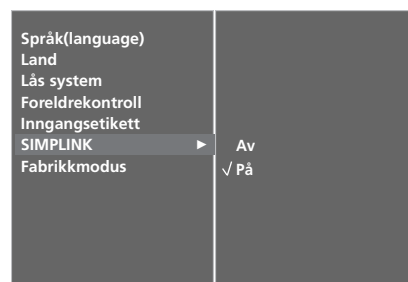 Språk(language)
Land
Lås system
Foreldrekontroll
Inngangsetikett
SIMPLINK ►
Fabrikkmodus
Av
√ På